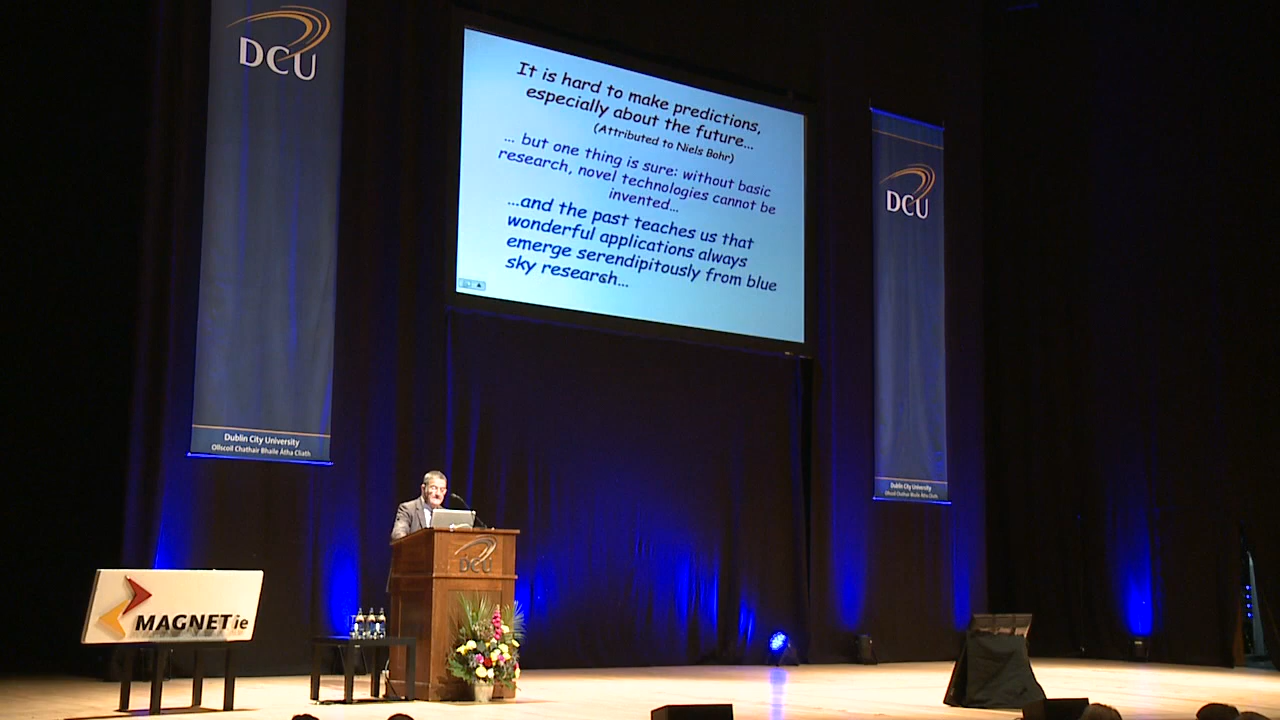 DCU
It is hard to make predictions,
especially about the future...
(Attributed to Niels Bohr)
... but one thing is sure: without basic
research, novel technologies cannot be
invented...
...and the past teaches us that
wonderful applications always
emerge serendipitously from blue
sky research...
DCU
Dublin City University
Ollscoil Chathair Bhaile Átha Cliath
Dublin City University
Ollscoil Chathair Bhaile Átha Cliath
DCU
MAGNETie